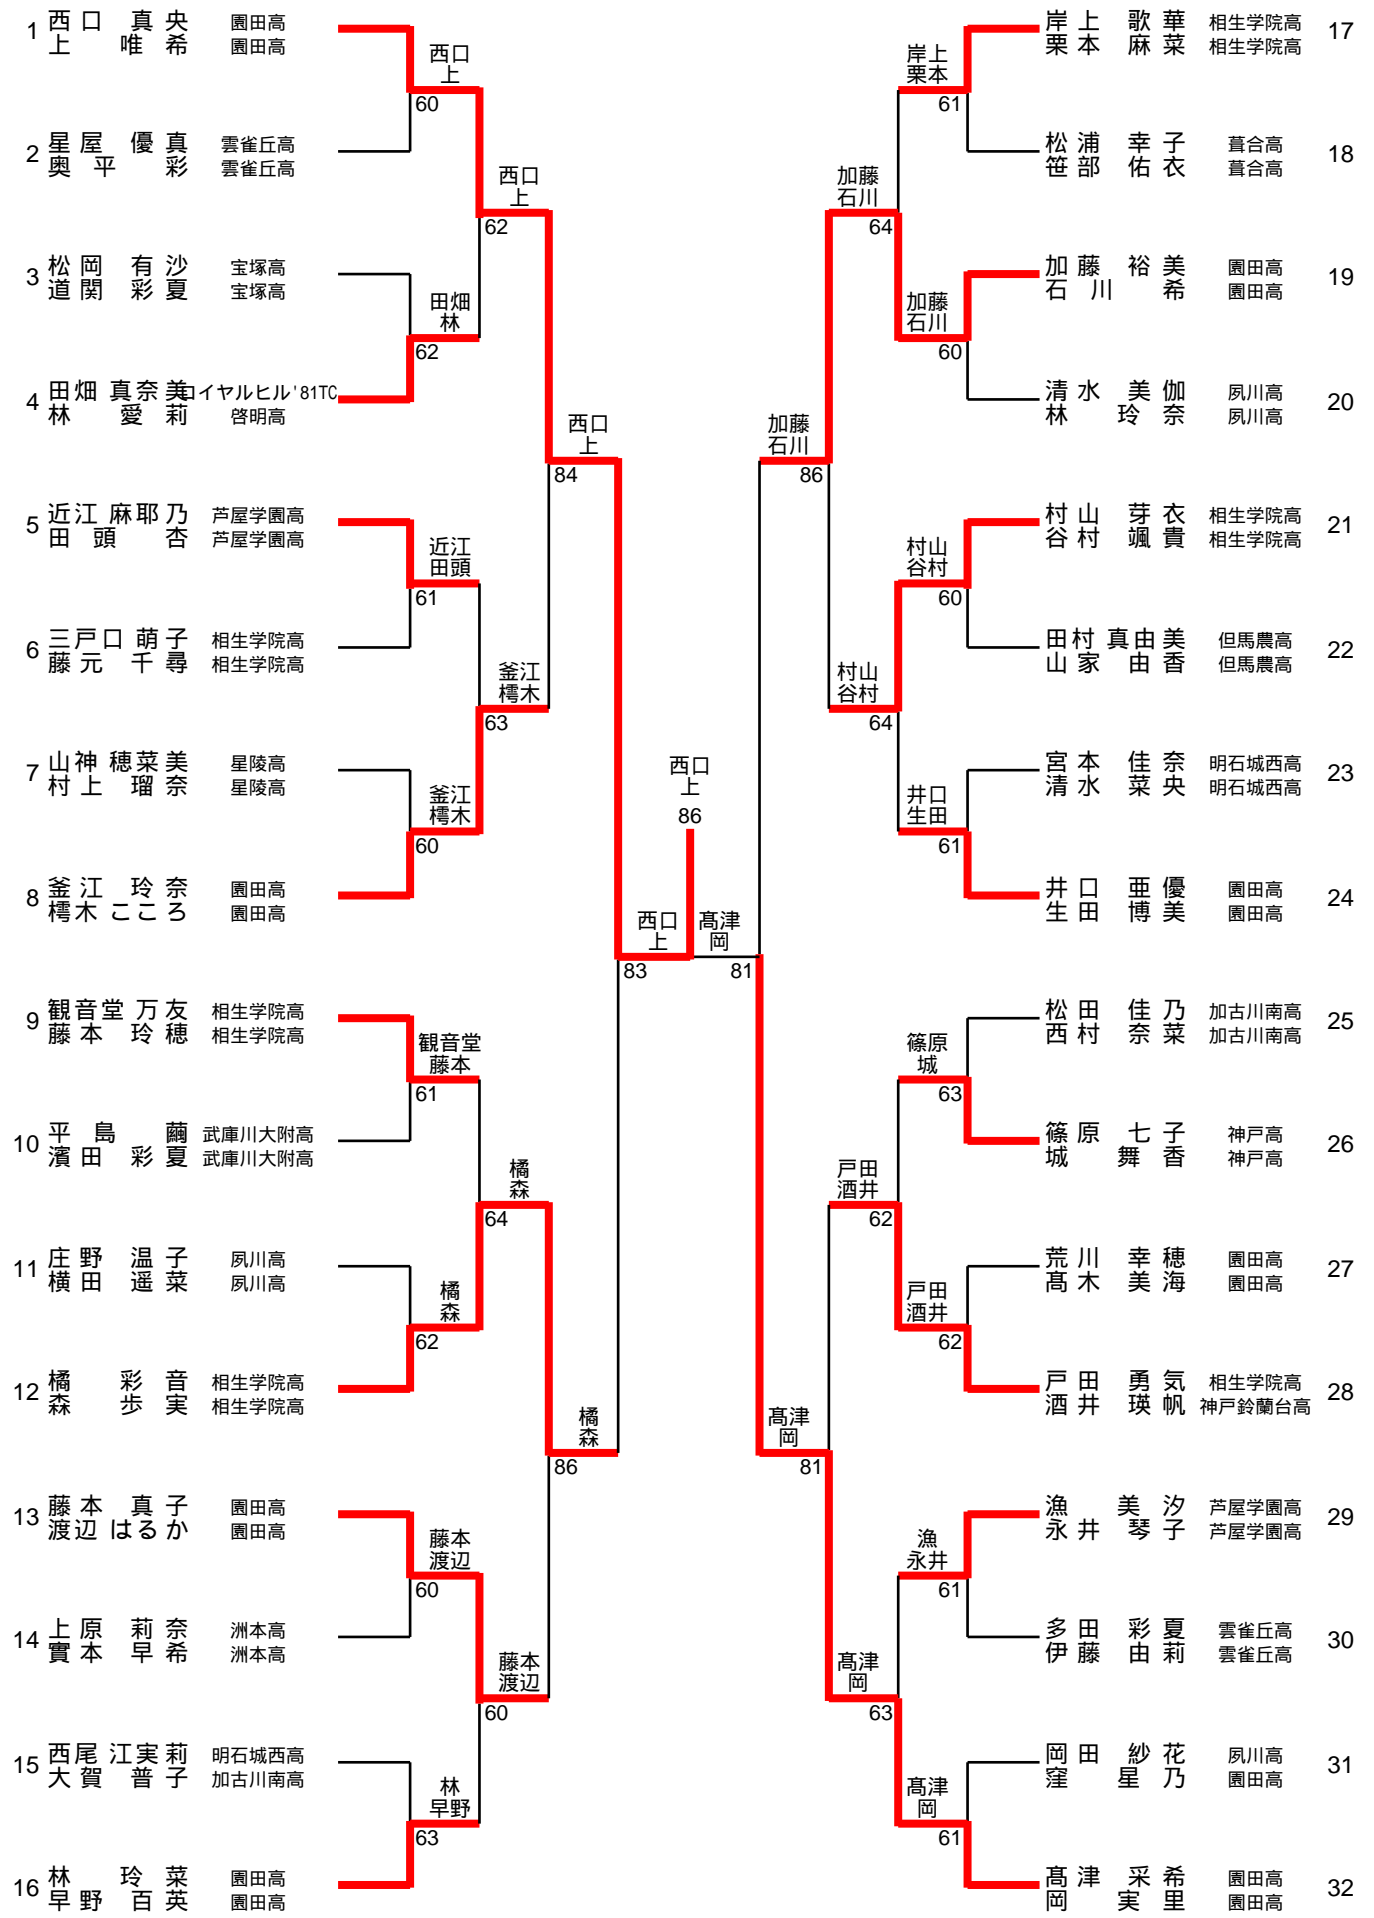 1 西口 真央 園田高
上 唯希 園田高
2 星屋 優真 雲雀丘高
奥平 彩 雲雀丘高
3 松岡 有沙 宝塚高
道関 彩夏 宝塚高
4 田畑 真奈美 ロイヤルヒル'81TC
林 愛莉 啓明高
5 近江 麻耶乃 芦屋学園高
田頭 杏 芦屋学園高
6 三戸口 萌子 相生学院高
藤元 千尋 相生学院高
7 山神 穂菜美 星陵高
村上 瑠奈 星陵高
8 釜江 玲奈 園田高
樗木 こころ 園田高
9 観音堂 万友 相生学院高
藤本 玲穂 相生学院高
10 平島 繭 武庫川大附高
濱田 彩夏 武庫川大附高
11 庄野 温子 夙川高
横田 遥菜 夙川高
12 橘 彩音 相生学院高
森 歩実 相生学院高
13 藤本 真子 園田高
渡辺 はるか 園田高
14 上原 莉奈 洲本高
實本 早希 洲本高
15 西尾 江実莉 明石城西高
大賀 普子 加古川南高
16 林 玲菜 園田高
早野 百英 園田高
西口
上
60
田畑
林
62
近江
田頭
61
釜江
樗木
60
観音堂
藤本
61
橘
森
62
藤本
渡辺
60
林
早野
63
西口
上
62
釜江
樗木
63
橘
森
64
藤本
渡辺
60
西口
上
84
橘
森
86
西口
上
83
西口
上
86
髙津
岡
81
加藤
石川
86
髙津
岡
81
加藤
石川
64
村山
谷村
64
戸田
酒井
62
髙津
岡
63
岸上
栗本
61
加藤
石川
60
村山
谷村
60
井口
生田
61
篠原
城
63
戸田
酒井
62
漁
永井
61
髙津
岡
61
岸上 歌華 相生学院高 17
栗本 麻菜 相生学院高
松浦 幸子 葺合高 18
笹部 佑衣 葺合高
加藤 裕美 園田高 19
石川 希 園田高
清水 美伽 夙川高 20
林 玲奈 夙川高
村山 芽衣 相生学院高 21
谷村 颯貴 相生学院高
田村 真由美 但馬農高 22
山家 由香 但馬農高
宮本 佳奈 明石城西高 23
清水 菜央 明石城西高
井口 亜優 園田高 24
生田 博美 園田高
松田 佳乃 加古川南高 25
西村 奈菜 加古川南高
篠原 七子 神戸高 26
城 舞香 神戸高
荒川 幸穂 園田高 27
髙木 美海 園田高
戸田 勇気 相生学院高 28
酒井 瑛帆 神戸鈴蘭台高
漁 美汐 芦屋学園高 29
永井 琴子 芦屋学園高
多田 彩夏 雲雀丘高 30
伊藤 由莉 雲雀丘高
岡田 紗花 夙川高 31
窪 星乃 園田高
髙津 采希 園田高 32
岡 実里 園田高